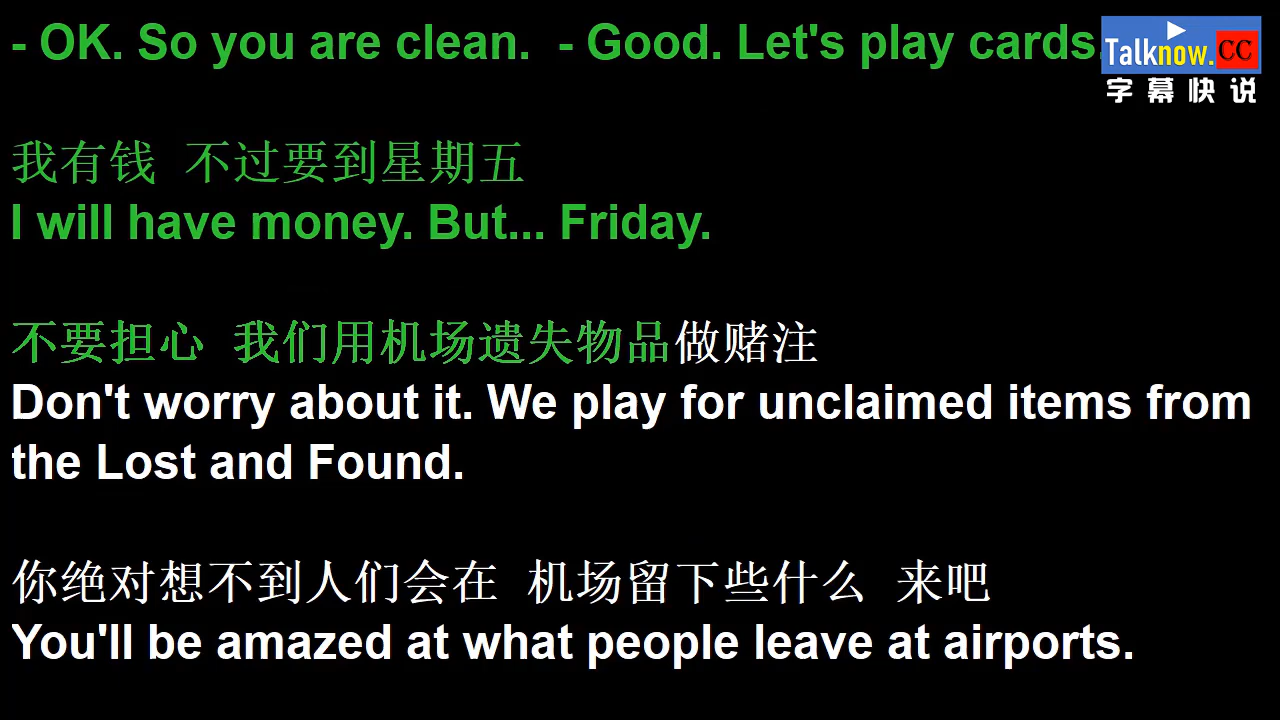 - OK. So you are clean.  - Good. Let's play cards.
Talknow.CC
字幕快说
我有钱 不过要到星期五
I will have money. But... Friday.
不要担心 我们用机场遗失物品做赌注
Don't worry about it. We play for unclaimed items from
the Lost and Found.
你绝对想不到人们会在 机场留下些什么 来吧
You'll be amazed at what people leave at airports.